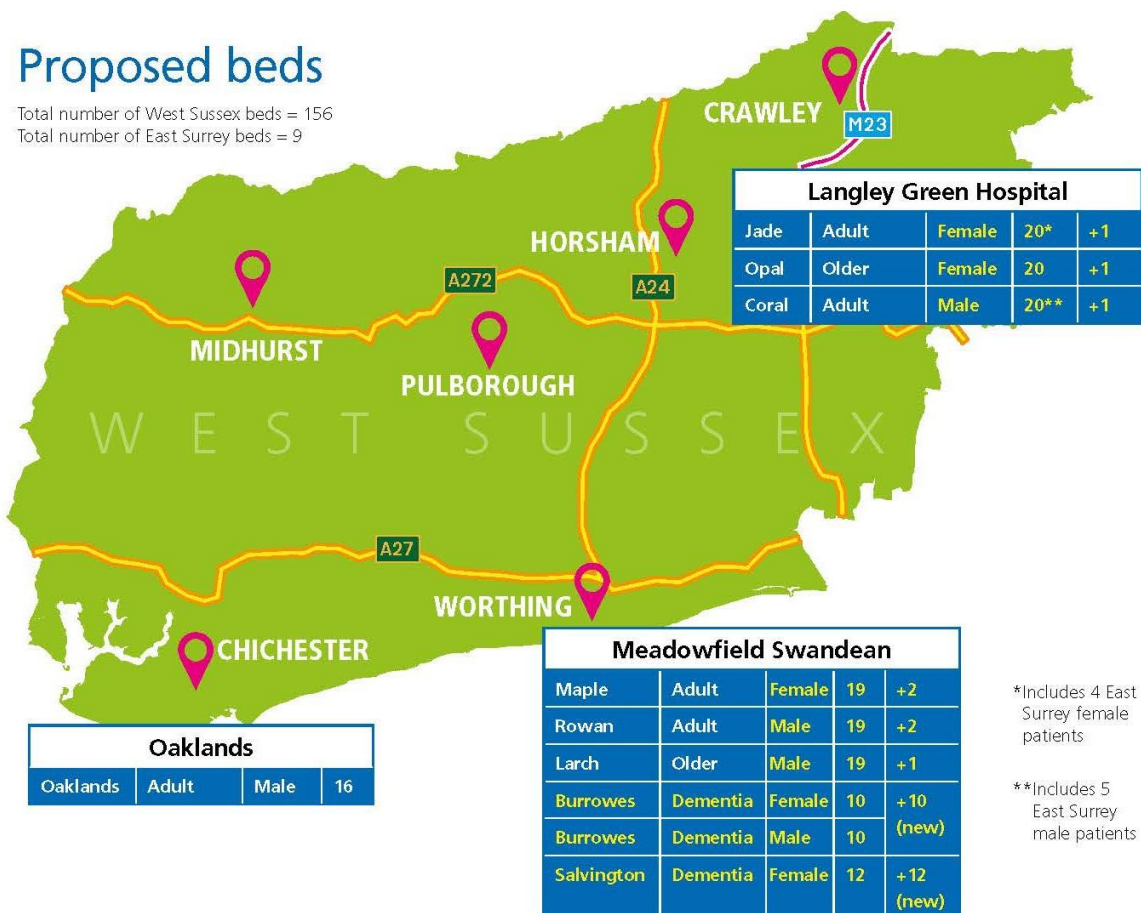 Proposed beds
Total number of West Sussex beds = 156
Total number of East Surrey beds = 9
CRAWLEY
M23
Langley Green Hospital
Jade Adult Female 20* +1
Opal Older Female 20 +1
Coral Adult Male 20** +1
HORSHAM
A272
A24
MIDHURST
PULBOROUGH
WEST SUSSEX
A27
WORTHING
CHICHESTER
Meadowfield Swandean
Maple Adult Female 19 +2
Rowan Adult Male 19 +2
Larch Older Male 19 +1
Burrowes Dementia Female 10 +10
(new)
Burrowes Dementia Male 10
Salvington Dementia Female 12 +12
(new)
Oaklands
Oaklands Adult Male 16
*Includes 4 East
Surrey female
patients
**Includes 5
East Surrey
male patients